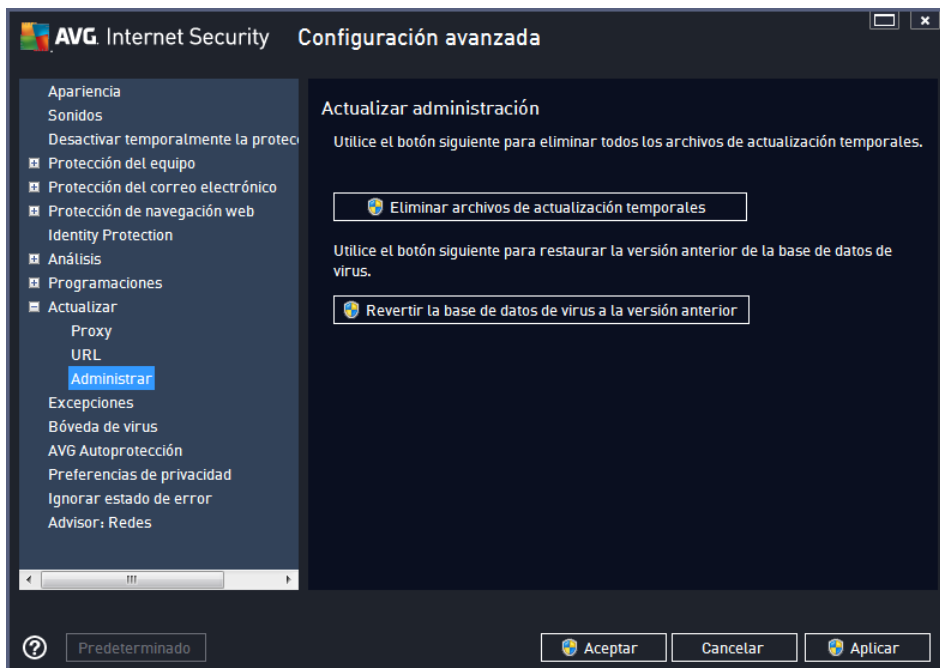 AVG. Internet Security
Configuración avanzada
Apariencia
Sonidos
Desactivar temporalmente la protec
Protección del equipo
Protección del correo electrónico
Protección de navegación web
Identity Protection
Análisis
Programaciones
Actualizar
Proxy
URL
Administrar
Excepciones
Bóveda de virus
AVG Autoprotección
Preferencias de privacidad
Ignorar estado de error
Advisor: Redes
Actualizar administración
Utilice el botón siguiente para eliminar todos los archivos de actualización temporales.
Eliminar archivos de actualización temporales
Utilice el botón siguiente para restaurar la versión anterior de la base de datos de
virus.
Revertir la base de datos de virus a la versión anterior
Predeterminado
Aceptar
Cancelar
Aplicar